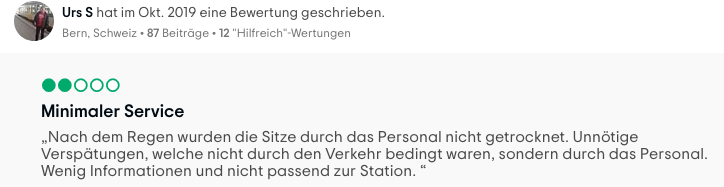 Urs S hat im Okt. 2019 eine Bewertung geschrieben.
Bern, Schweiz • 87 Beiträge • 12 "Hilfreich"-Wertungen
Minimaler Service
„Nach dem Regen wurden die Sitze durch das Personal nicht getrocknet. Unnötige
Verspätungen, welche nicht durch den Verkehr bedingt waren, sondern durch das Personal.
Wenig Informationen und nicht passend zur Station. “